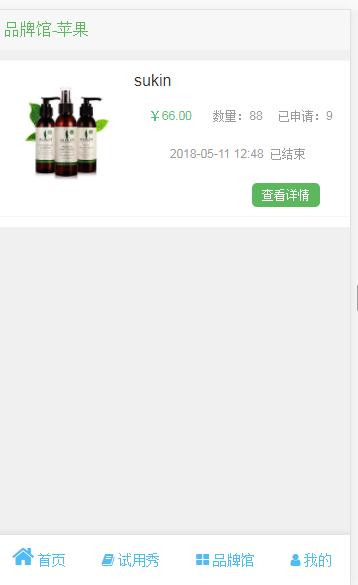 品牌馆-苹果
sukin
￥66.00 数量：88 已申请：9
2018-05-11 12:48 已结束
查看详情
首页 试用秀 品牌馆 我的